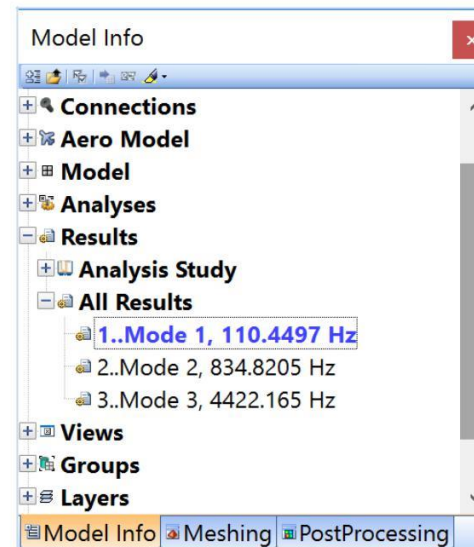 Model Info
Connections
Aero Model
Model
Analyses
Results
Analysis Study
All Results
1..Mode 1, 110.4497 Hz
2..Mode 2, 834.8205 Hz
3..Mode 3, 4422.165 Hz
Views
Groups
Layers
Model Info Meshing PostProcessing